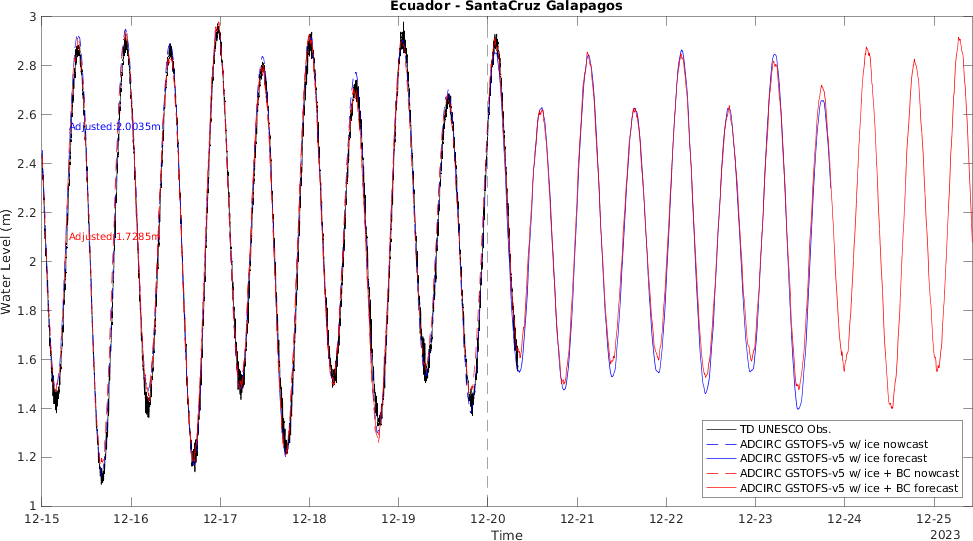 Ecuador - SantaCruz Galapagos
3
2.8
2.6
2.4
2.2
2
1.8
1.6
1.4
1.2
1
Water Level (m)
Adjusted:2.0035m
Adjusted:1.7285m
TD UNESCO Obs.
ADCIRC GSTOFS-v5 w/ ice nowcast
ADCIRC GSTOFS-v5 w/ ice forecast
ADCIRC GSTOFS-v5 w/ ice + BC nowcast
ADCIRC GSTOFS-v5 w/ ice + BC forecast
12-15 12-16 12-17 12-18 12-19 12-20 12-21 12-22 12-23 12-24 12-25
2023
Time